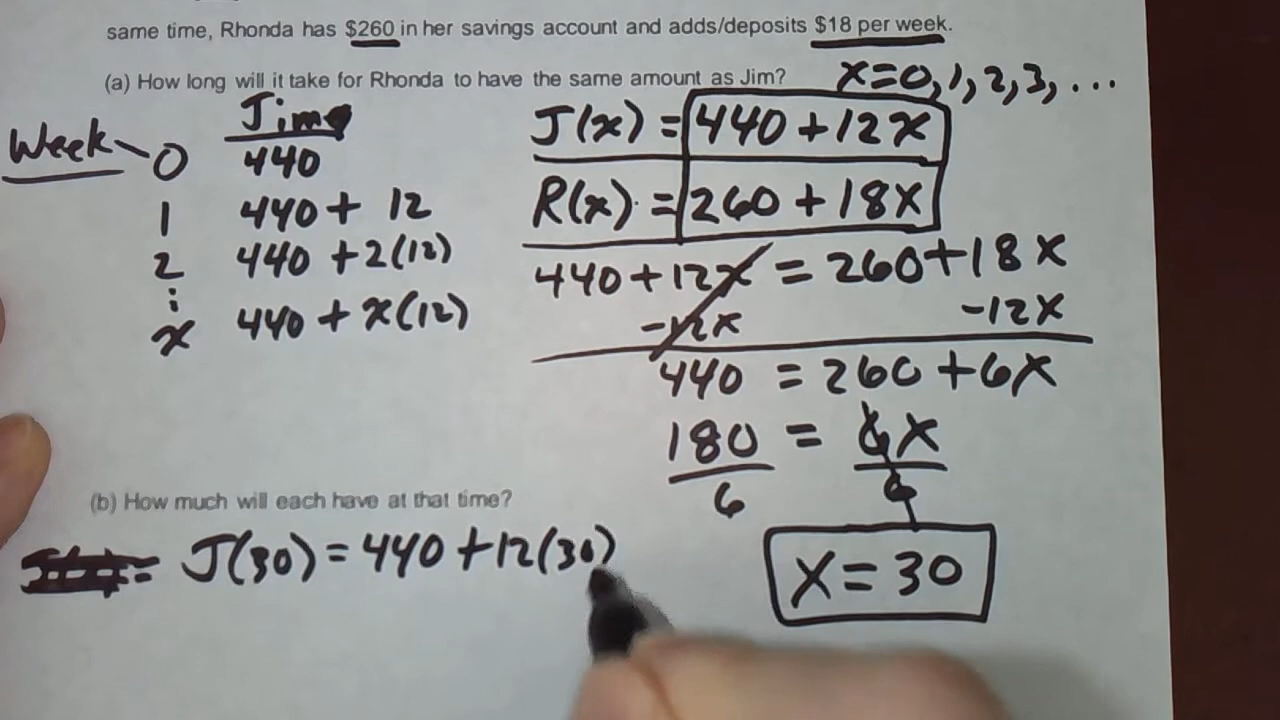 same time, Rhonda has $260 in her savings account and adds/deposits $18 per week.
(a) How long will it take for Rhonda to have the same amount as Jim?
x=0, 1, 2, 3, ...
Week
Jim
0 440
1 440 + 12
2 440 + 2(12)
⋮
x 440 + x(12)
J(x) = 440 + 12x
R(x) = 260 + 18x
440 + 12x = 260 + 18x
-12x -12x
440 = 260 + 6x
180 = 6x
6 6
x = 30
(b) How much will each have at that time?
J(30) = 440 + 12(30)